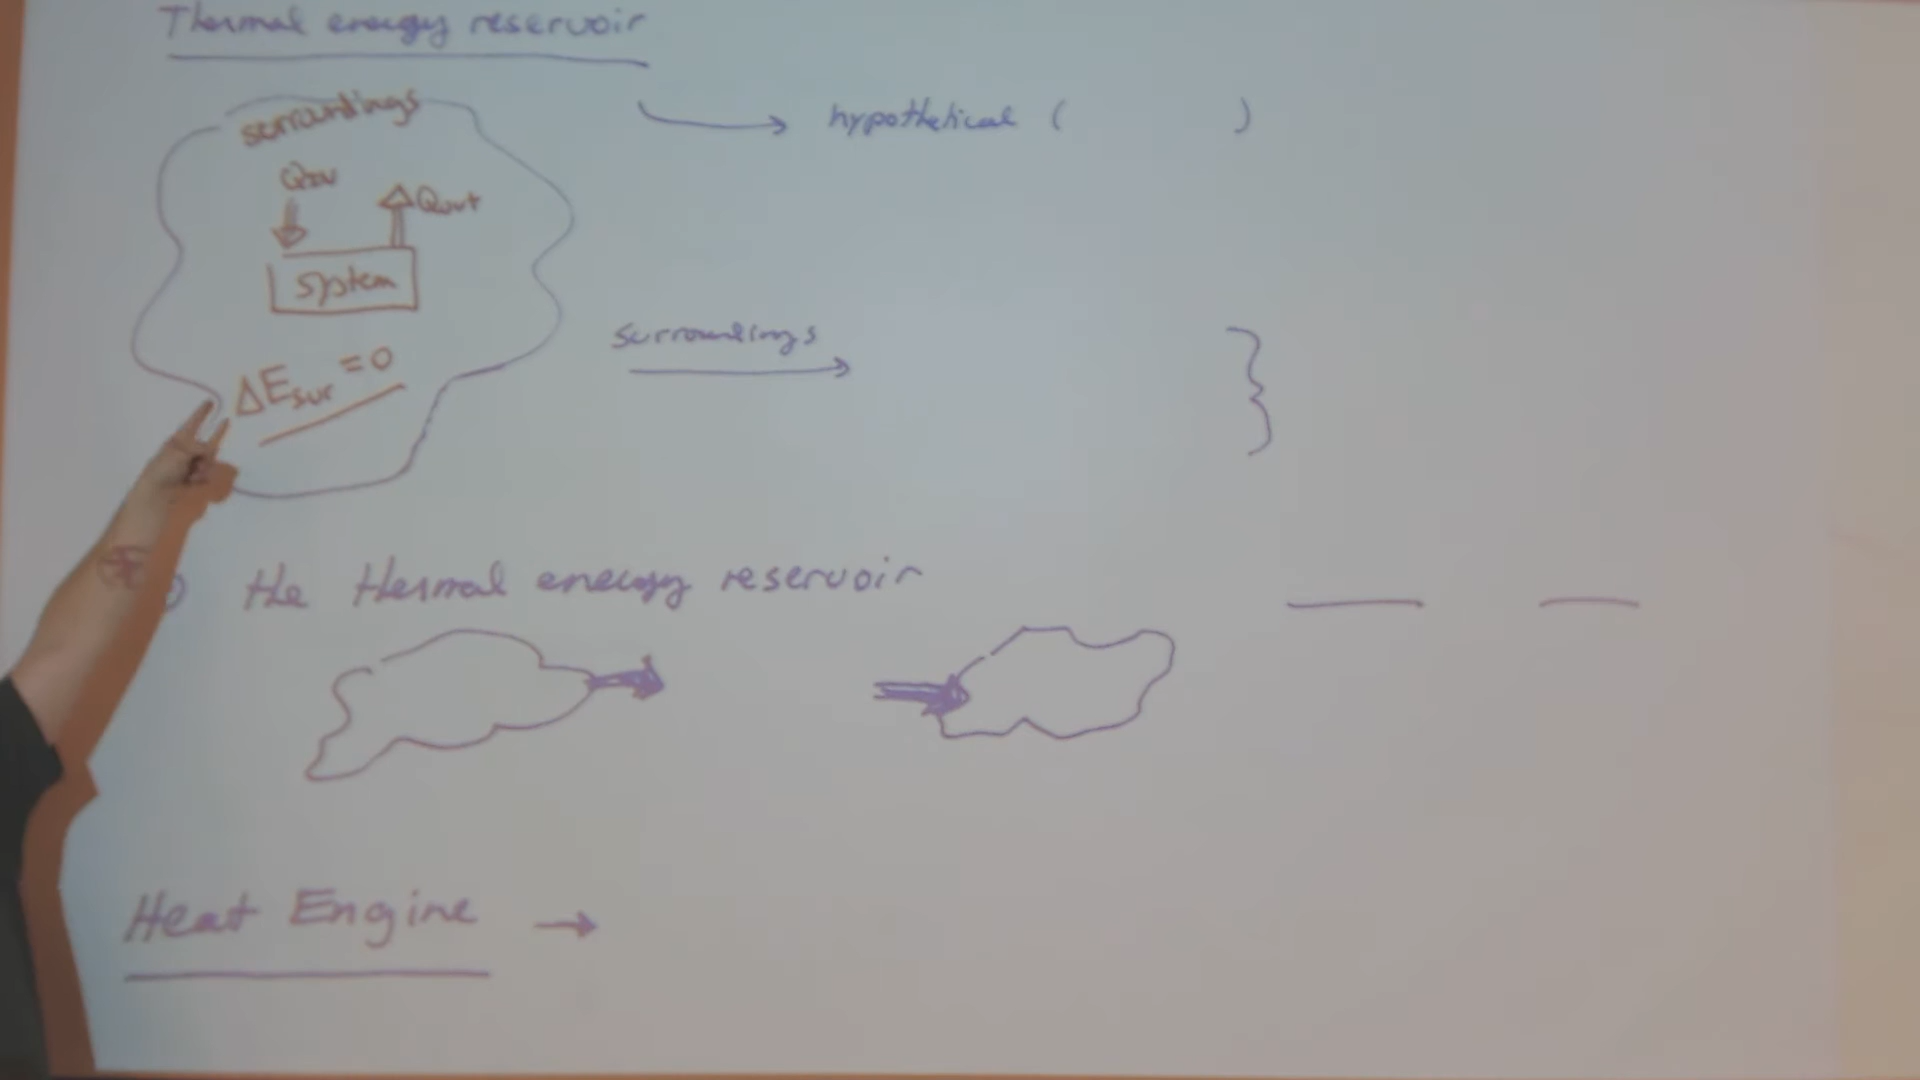 Thermal energy reservoir
surroundings
hypothetical ( )
QIN
Qout
system
surroundings
ΔEsur = 0
the thermal energy reservoir
Heat Engine →